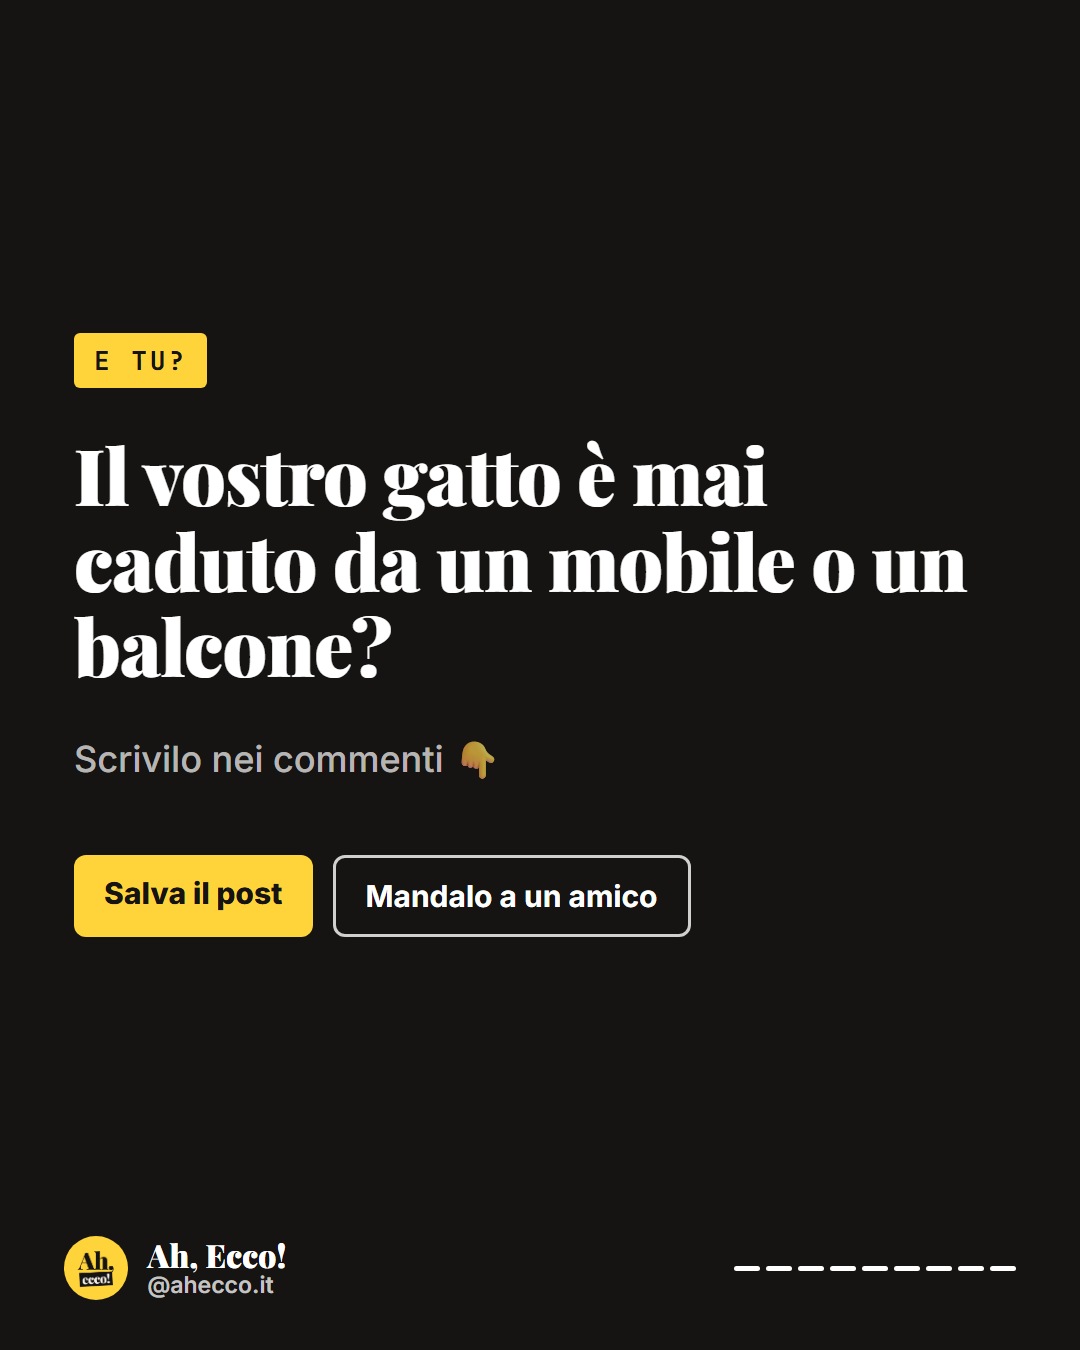 E TU?
Il vostro gatto è mai
caduto da un mobile o un
balcone?
Scrivilo nei commenti 👇
Salva il post
Mandalo a un amico
Ah,
ecco!
Ah, Ecco!
@ahecco.it